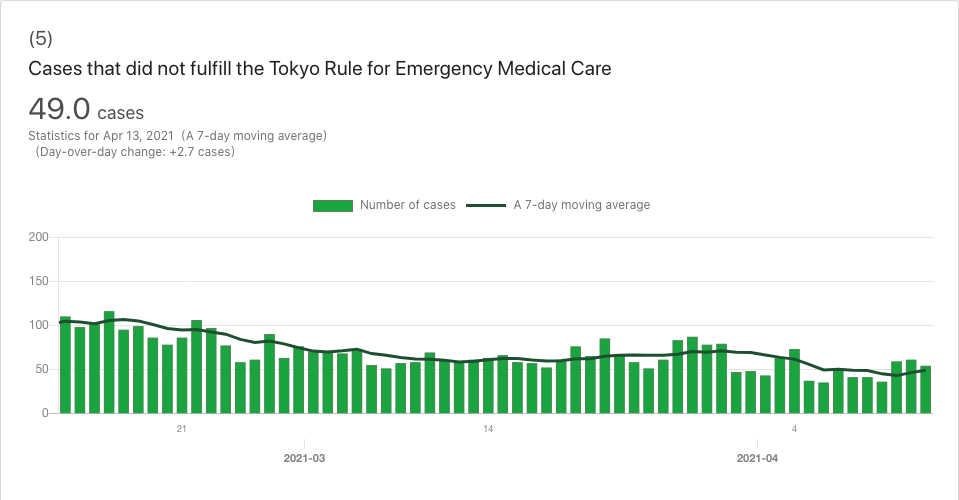 (5)
Cases that did not fulfill the Tokyo Rule for Emergency Medical Care
49.0 cases
Statistics for Apr 13, 2021 (A 7-day moving average)
(Day-over-day change: +2.7 cases)
Number of cases A 7-day moving average
200
150
100
50
0
21 14 4
2021-03 2021-04